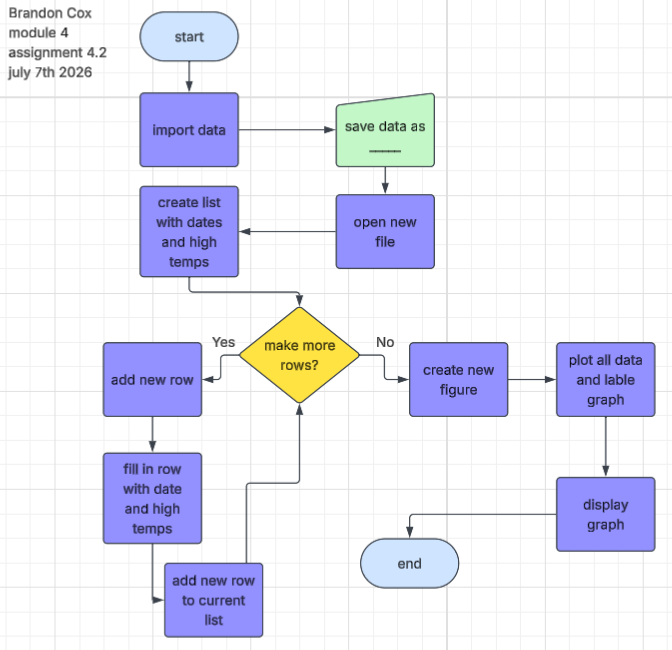 Brandon Cox
module 4
assignment 4.2
july 7th 2026
start
import data
save data as
_____
open new
file
create list
with dates
and high
temps
make more
rows?
Yes
No
add new row
fill in row
with date
and high
temps
add new row
to current
list
create new
figure
plot all data
and lable
graph
display
graph
end